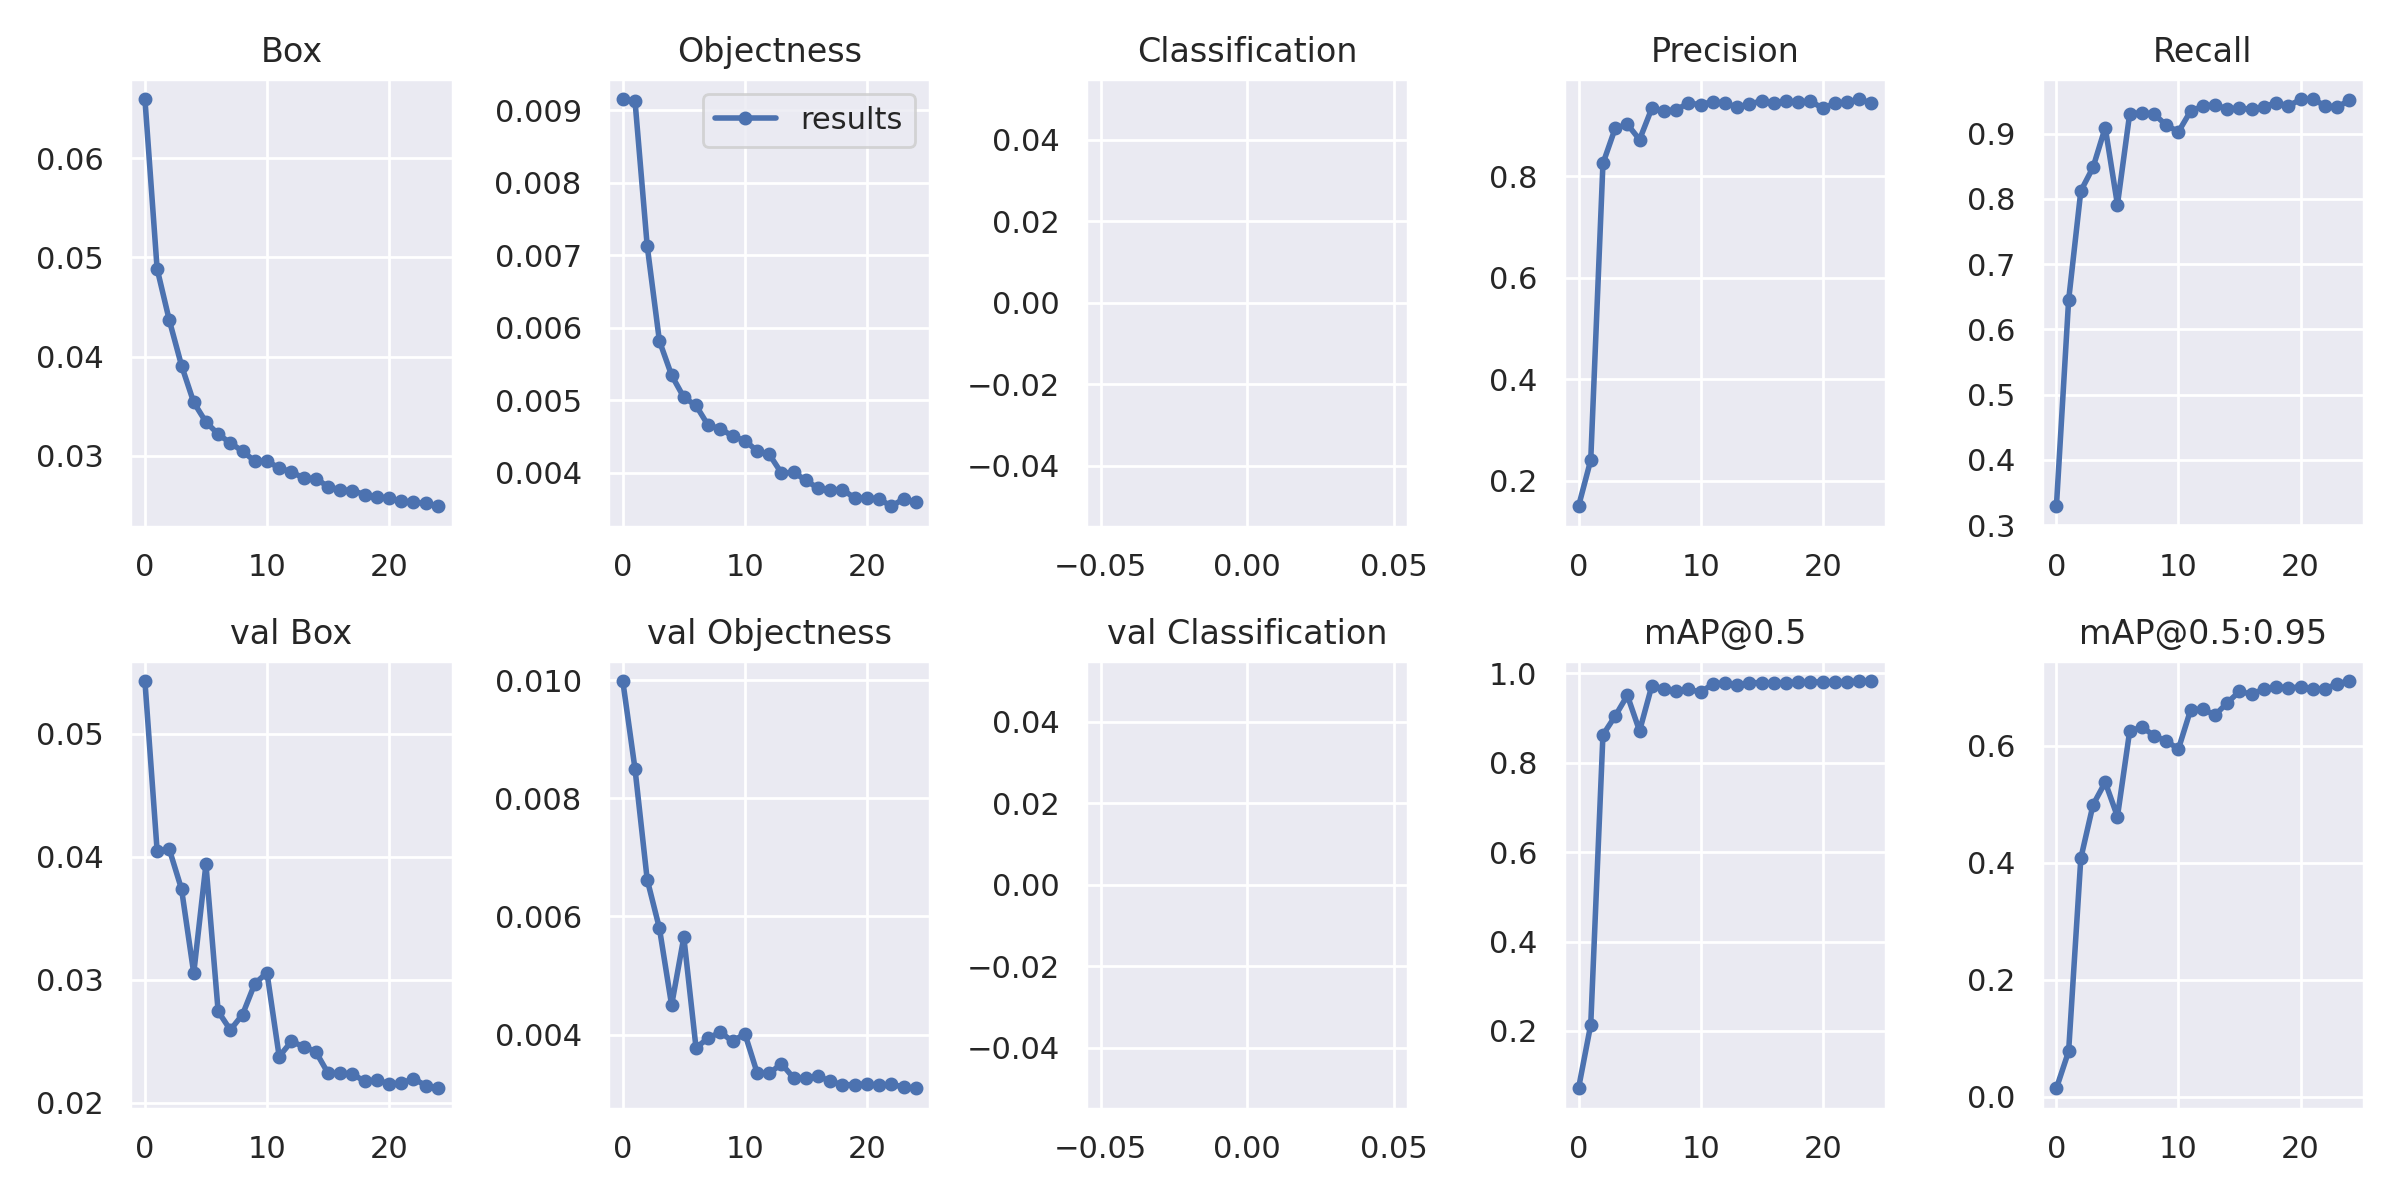 Box
Objectness
Classification
Precision
Recall
results
0.06
0.05
0.04
0.03
0 10 20
0.009
0.008
0.007
0.006
0.005
0.004
0 10 20
0.04
0.02
0.00
−0.02
−0.04
−0.05 0.00 0.05
0.8
0.6
0.4
0.2
0 10 20
0.9
0.8
0.7
0.6
0.5
0.4
0.3
0 10 20
val Box
val Objectness
val Classification
mAP@0.5
mAP@0.5:0.95
0.05
0.04
0.03
0.02
0 10 20
0.010
0.008
0.006
0.004
0 10 20
0.04
0.02
0.00
−0.02
−0.04
−0.05 0.00 0.05
1.0
0.8
0.6
0.4
0.2
0 10 20
0.6
0.4
0.2
0.0
0 10 20